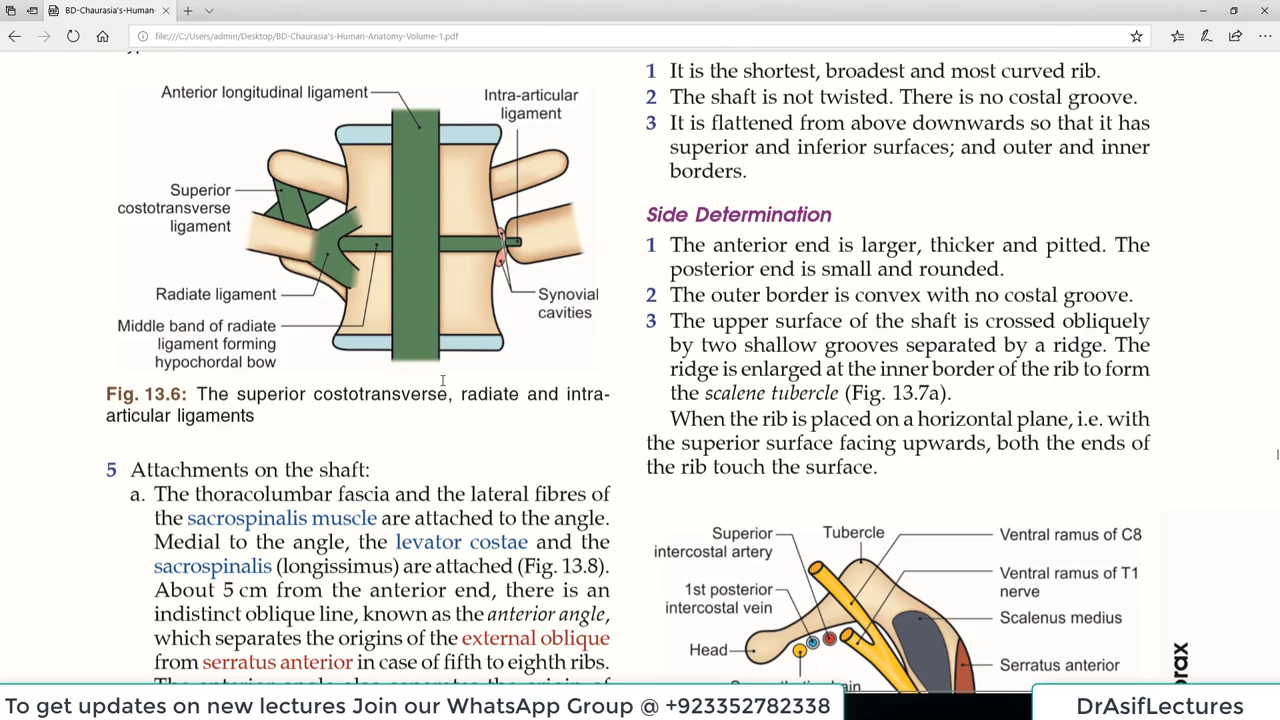 BD-Chaurasia's-Human-
file:///C:/Users/admin/Desktop/BD-Chaurasia's-Human-Anatomy-Volume-1.pdf
Anterior longitudinal ligament
Intra-articular
ligament
Superior
costotransverse
ligament
Radiate ligament
Middle band of radiate
ligament forming
hypochordal bow
Synovial
cavities
Fig. 13.6: The superior costotransverse, radiate and intra-
articular ligaments
5 Attachments on the shaft:
a. The thoracolumbar fascia and the lateral fibres of
the sacrospinalis muscle are attached to the angle.
Medial to the angle, the levator costae and the
sacrospinalis (longissimus) are attached (Fig. 13.8).
About 5 cm from the anterior end, there is an
indistinct oblique line, known as the anterior angle,
which separates the origins of the external oblique
from serratus anterior in case of fifth to eighth ribs.
1 It is the shortest, broadest and most curved rib.
2 The shaft is not twisted. There is no costal groove.
3 It is flattened from above downwards so that it has
superior and inferior surfaces; and outer and inner
borders.
Side Determination
1 The anterior end is larger, thicker and pitted. The
posterior end is small and rounded.
2 The outer border is convex with no costal groove.
3 The upper surface of the shaft is crossed obliquely
by two shallow grooves separated by a ridge. The
ridge is enlarged at the inner border of the rib to form
the scalene tubercle (Fig. 13.7a).
When the rib is placed on a horizontal plane, i.e. with
the superior surface facing upwards, both the ends of
the rib touch the surface.
Superior
intercostal artery
Tubercle
Ventral ramus of C8
1st posterior
intercostal vein
Ventral ramus of T1
nerve
Scalenus medius
Head
Serratus anterior
To get updates on new lectures Join our WhatsApp Group @ +923352782338
DrAsifLectures